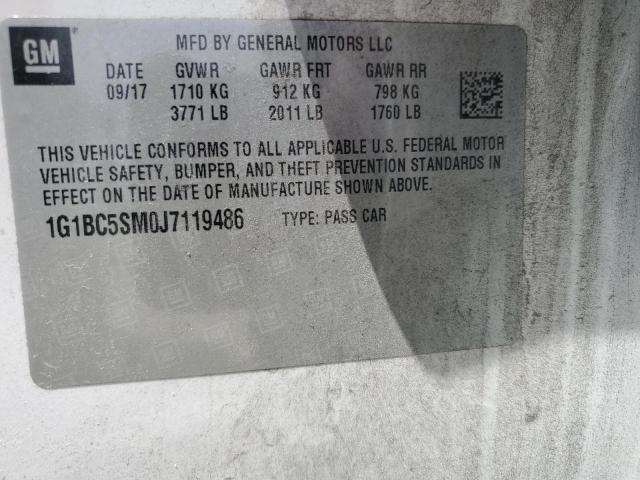 GM
MFD BY GENERAL MOTORS LLC
DATE GVWR GAWR FRT GAWR RR
09/17 1710 KG 912 KG 798 KG
3771 LB 2011 LB 1760 LB
THIS VEHICLE CONFORMS TO ALL APPLICABLE U.S. FEDERAL MOTOR
VEHICLE SAFETY, BUMPER, AND THEFT PREVENTION STANDARDS IN
EFFECT ON THE DATE OF MANUFACTURE SHOWN ABOVE.
1G1BC5SM0J7119486 TYPE: PASS CAR